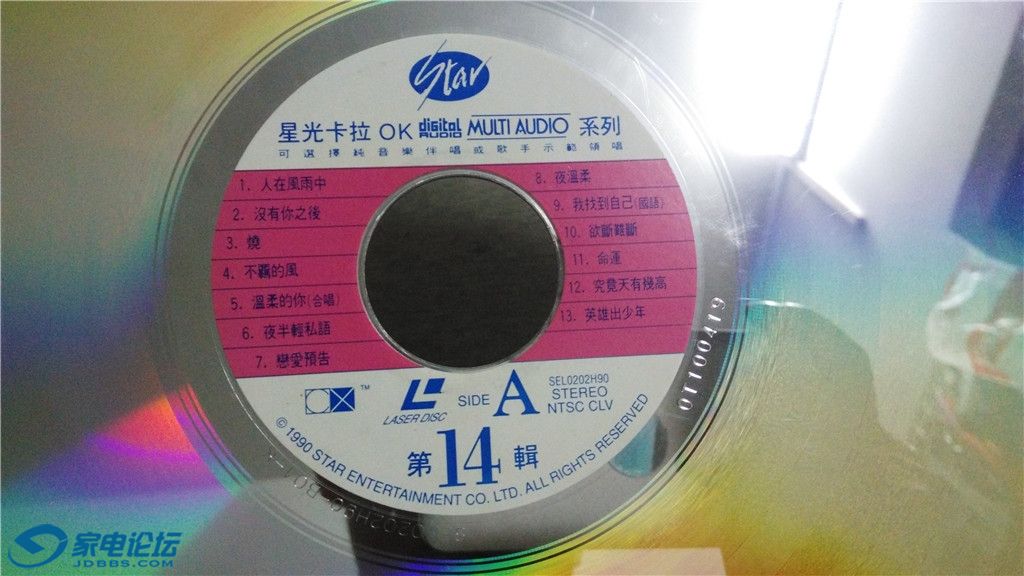 Star
星光卡拉OK digital AUDIO MULTI AUDIO 系列
可選擇純音樂伴唱或歌手示範領唱
1. 人在風雨中
2. 沒有你之後
3. 燒
4. 不羈的風
5. 溫柔的你(合唱)
6. 夜半輕私語
7. 戀愛預告
8. 夜溫柔
9. 我找到自己(國語)
10. 欲斷難斷
11. 命運
12. 究竟天有幾高
13. 英雄出少年
TM
LASER DISC
SIDE A
SEL0202H90
STEREO
NTSC CLV
第14輯
© 1990 STAR ENTERTAINMENT CO. LTD. ALL RIGHTS RESERVED
0T100419
家电论坛
JDBBS.COM